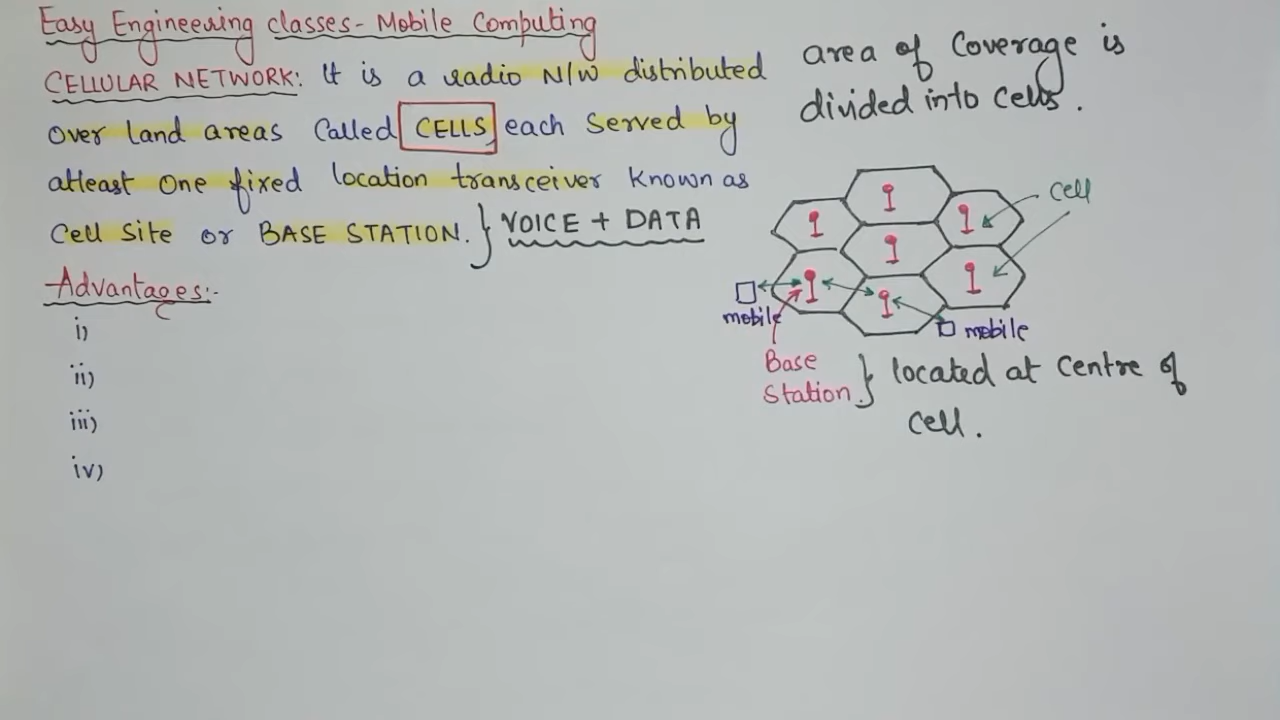 Easy Engineering classes - Mobile Computing
CELLULAR NETWORK: It is a radio N/W distributed
over land areas Called CELLS, each served by
atleast one fixed location transceiver known as
Cell Site or BASE STATION. } VOICE + DATA
Advantages:-
i)
ii)
iii)
iv)
area of Coverage is
divided into cells.
cell
mobile
mobile
Base
Station. } located at Centre of
cell.